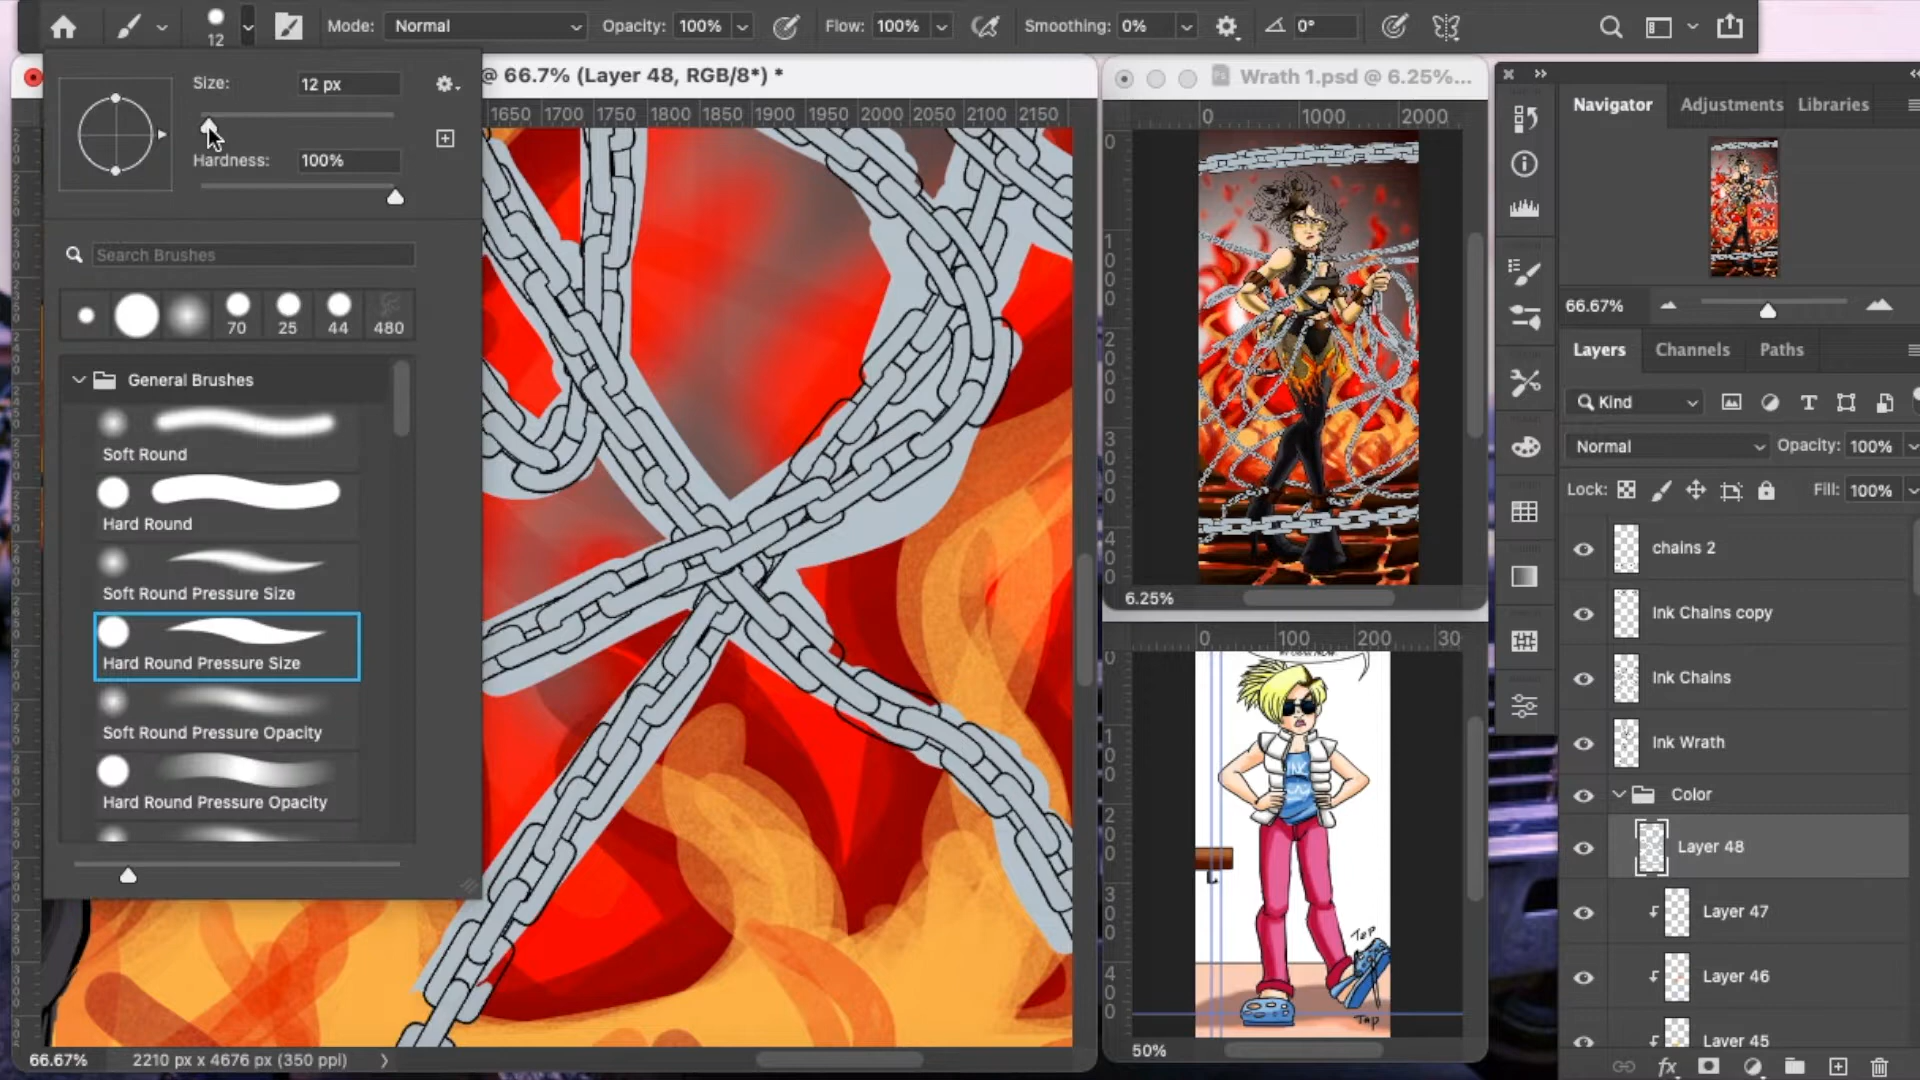 12
Mode: Normal
Opacity: 100%
Flow: 100%
Smoothing: 0%
0°
Size: 12 px
Hardness: 100%
Search Brushes
70 25 44 480
General Brushes
Soft Round
Hard Round
Soft Round Pressure Size
Hard Round Pressure Size
Soft Round Pressure Opacity
Hard Round Pressure Opacity
@ 66.7% (Layer 48, RGB/8*) *
1650 1700 1750 1800 1850 1900 1950 2000 2050 2100 2150
66.67% 2210 px x 4676 px (350 ppi)
Wrath 1.psd @ 6.25%...
0 1000 2000
6.25%
0 100 200 30
Tap
Tap
50%
Navigator Adjustments Libraries
66.67%
Layers Channels Paths
Kind
Normal Opacity: 100%
Lock: Fill: 100%
chains 2
Ink Chains copy
Ink Chains
Ink Wrath
Color
Layer 48
Layer 47
Layer 46
Layer 45
fx